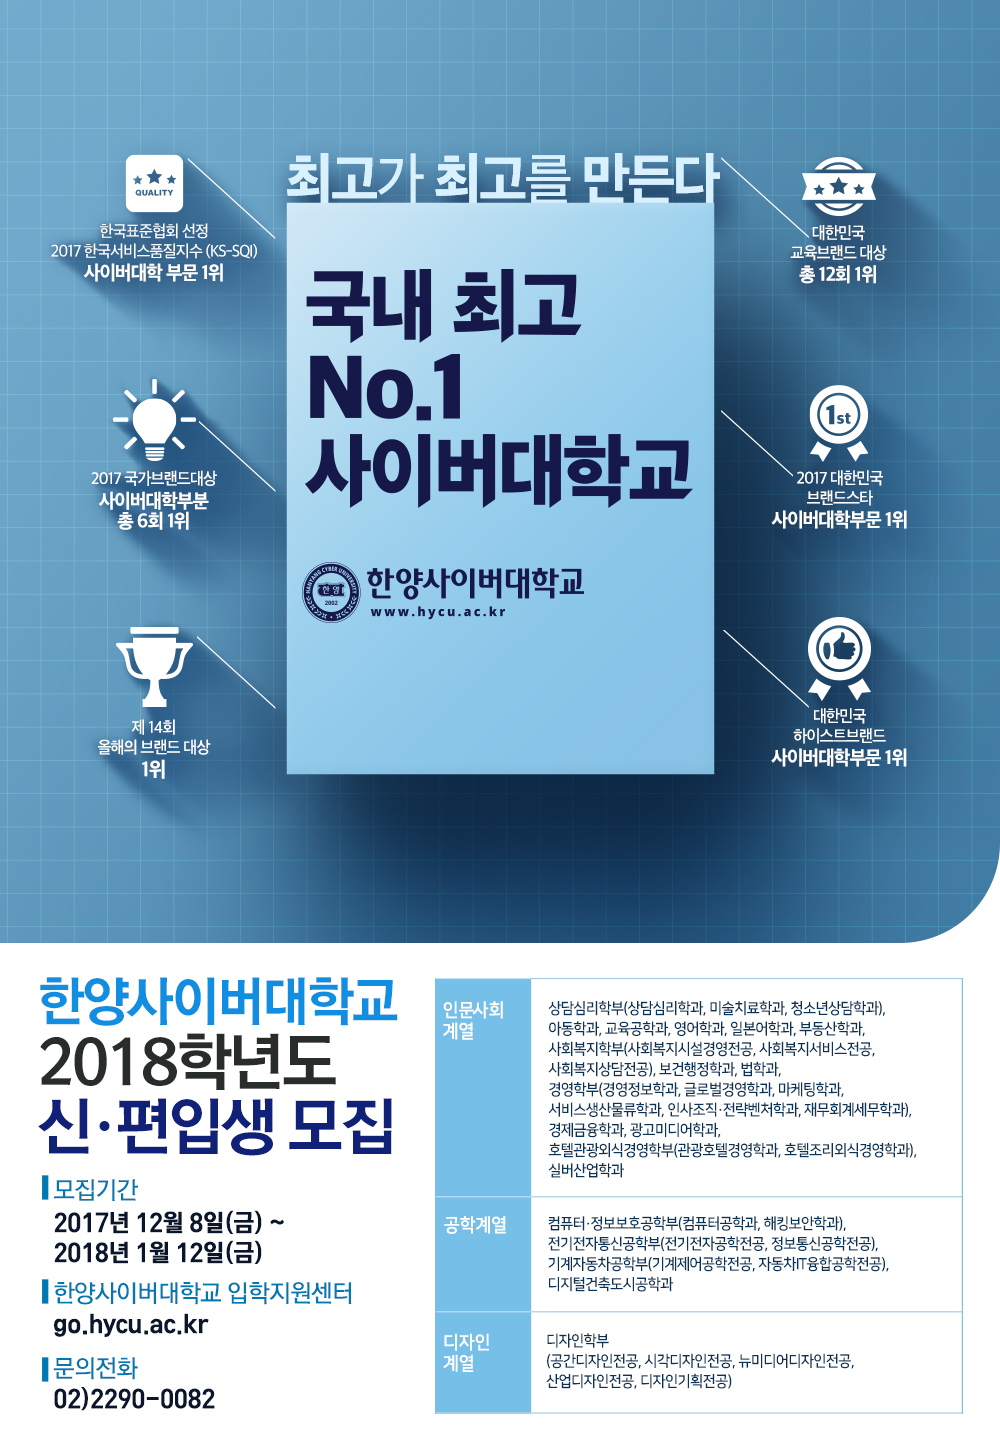 최고가 최고를 만든다
QUALITY
한국표준협회 선정
2017 한국서비스품질지수 (KS-SQI)
사이버대학 부문 1위
대한민국
교육브랜드 대상
총 12회 1위
국내 최고
No.1
사이버대학교
2017 국가브랜드대상
사이버대학부분
총 6회 1위
1st
2017 대한민국
브랜드스타
사이버대학부문 1위
HANYANG CYBER UNIVERSITY
한양
2002
한양사이버대학교
www.hycu.ac.kr
제 14회
올해의 브랜드 대상
1위
대한민국
하이스트브랜드
사이버대학부문 1위
한양사이버대학교
2018학년도
신·편입생 모집
모집기간
2017년 12월 8일(금) ~
2018년 1월 12일(금)
한양사이버대학교 입학지원센터
go.hycu.ac.kr
문의전화
02)2290-0082
인문사회
계열
상담심리학부(상담심리학과, 미술치료학과, 청소년상담학과),
아동학과, 교육공학과, 영어학과, 일본어학과, 부동산학과,
사회복지학부(사회복지시설경영전공, 사회복지서비스전공,
사회복지상담전공), 보건행정학과, 법학과,
경영학부(경영정보학과, 글로벌경영학과, 마케팅학과,
서비스생산물류학과, 인사조직·전략벤처학과, 재무회계세무학과),
경제금융학과, 광고미디어학과,
호텔관광외식경영학부(관광호텔경영학과, 호텔조리외식경영학과),
실버산업학과
공학계열
컴퓨터·정보보호공학부(컴퓨터공학과, 해킹보안학과),
전기전자통신공학부(전기전자공학전공, 정보통신공학전공),
기계자동차공학부(기계제어공학전공, 자동차IT융합공학전공),
디지털건축도시공학과
디자인
계열
디자인학부
(공간디자인전공, 시각디자인전공, 뉴미디어디자인전공,
산업디자인전공, 디자인기획전공)